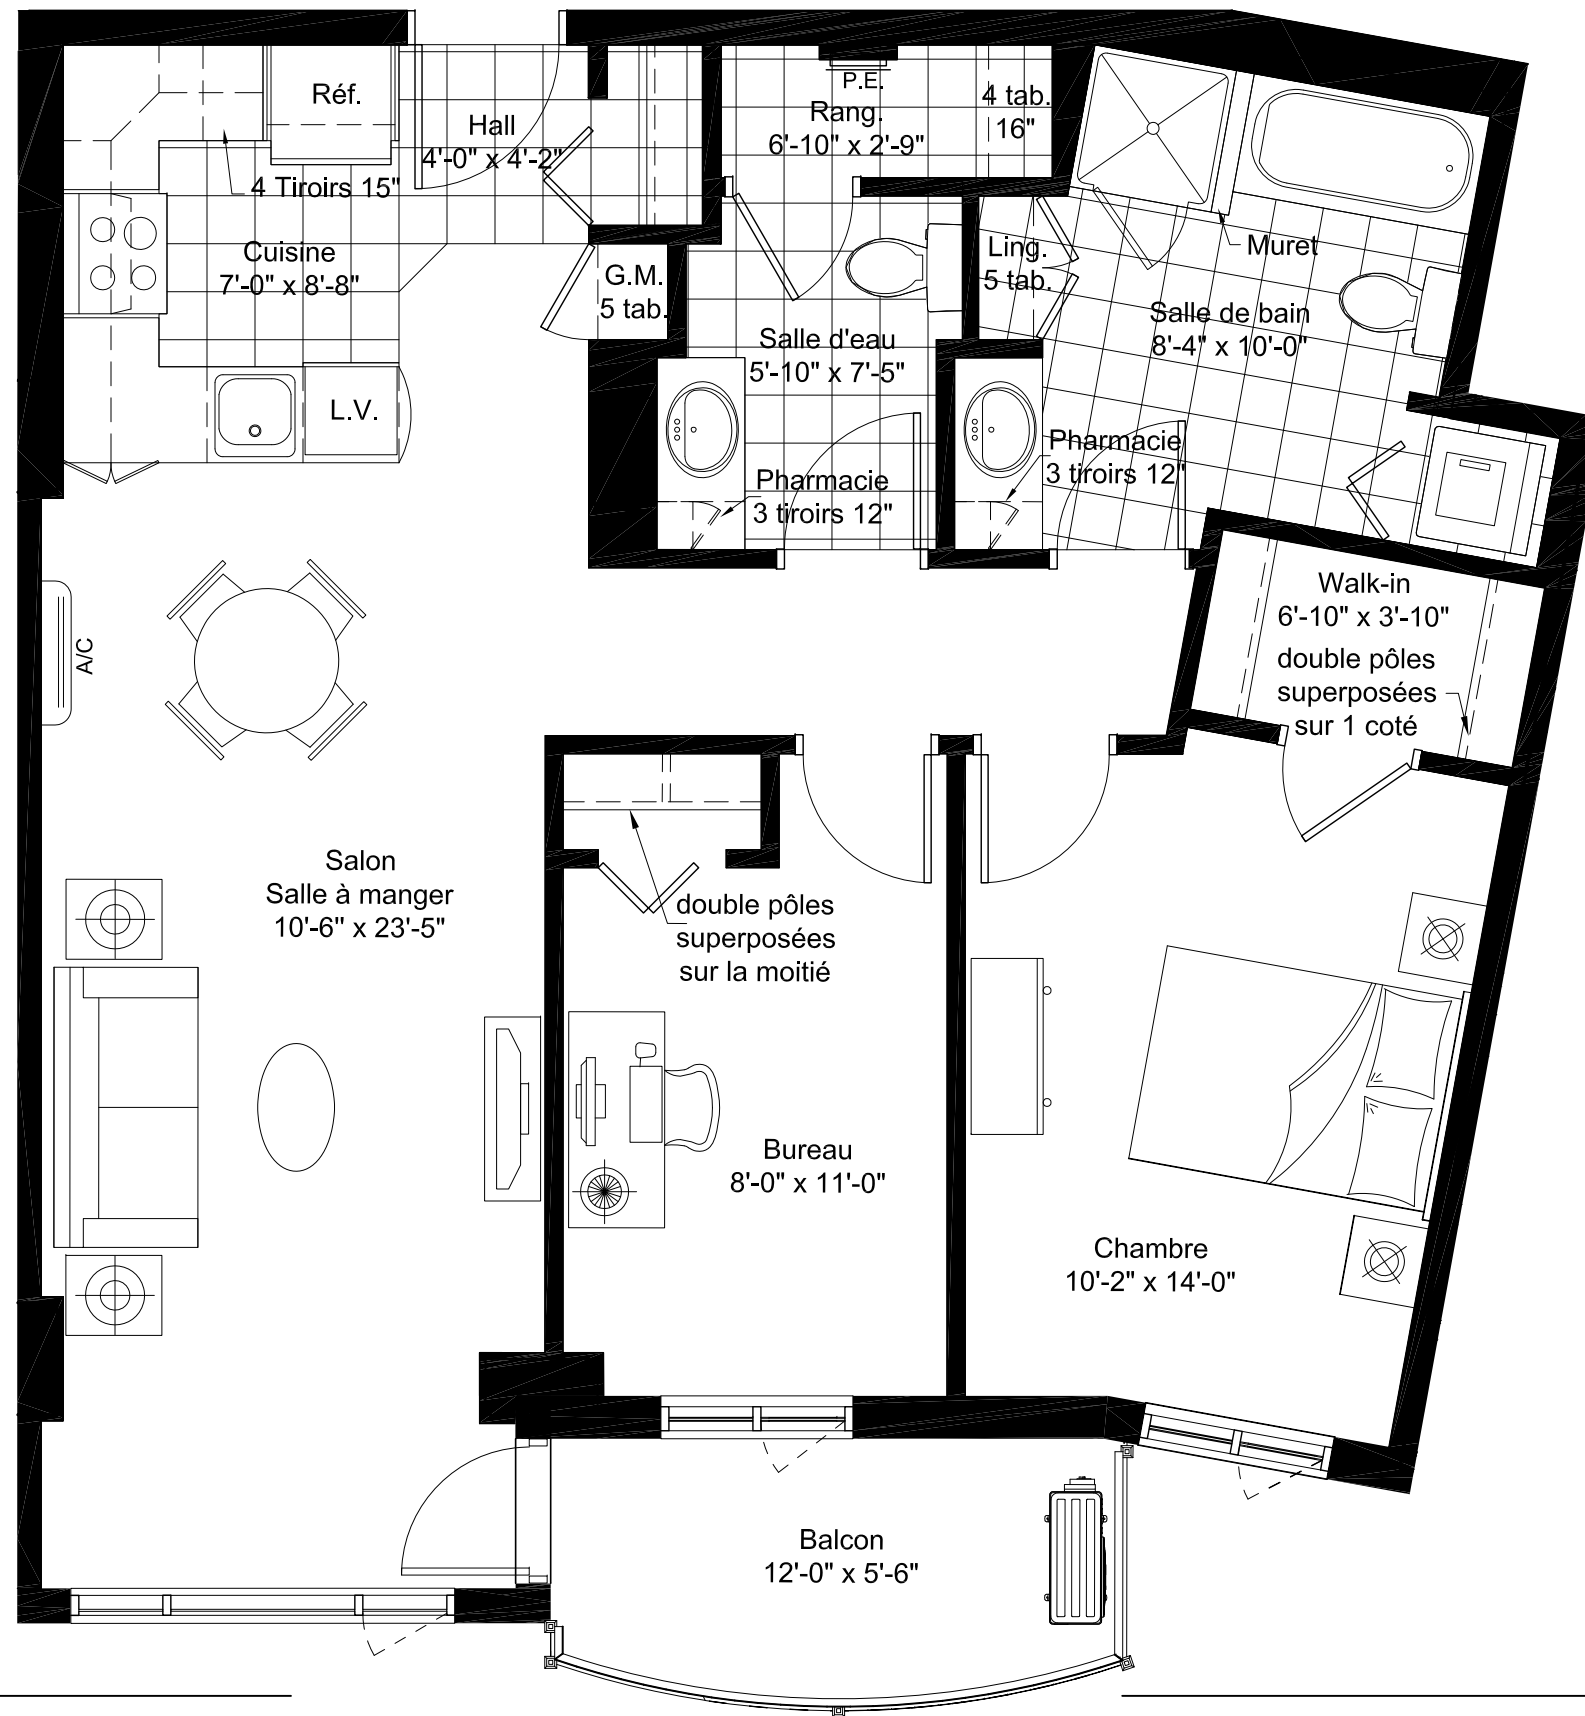 Réf.
Hall
4'-0" x 4'-2"
4 Tiroirs 15"
Cuisine
7'-0" x 8'-8"
L.V.
G.M.
5 tab.
P.E.
Rang.
6'-10" x 2'-9"
4 tab.
16"
Ling.
5 tab.
Muret
Salle de bain
8'-4" x 10'-0"
Salle d'eau
5'-10" x 7'-5"
Pharmacie
3 tiroirs 12"
Pharmacie
3 tiroirs 12"
Walk-in
6'-10" x 3'-10"
double pôles
superposées
sur 1 coté
A/C
Salon
Salle à manger
10'-6" x 23'-5"
double pôles
superposées
sur la moitié
Bureau
8'-0" x 11'-0"
Chambre
10'-2" x 14'-0"
Balcon
12'-0" x 5'-6"